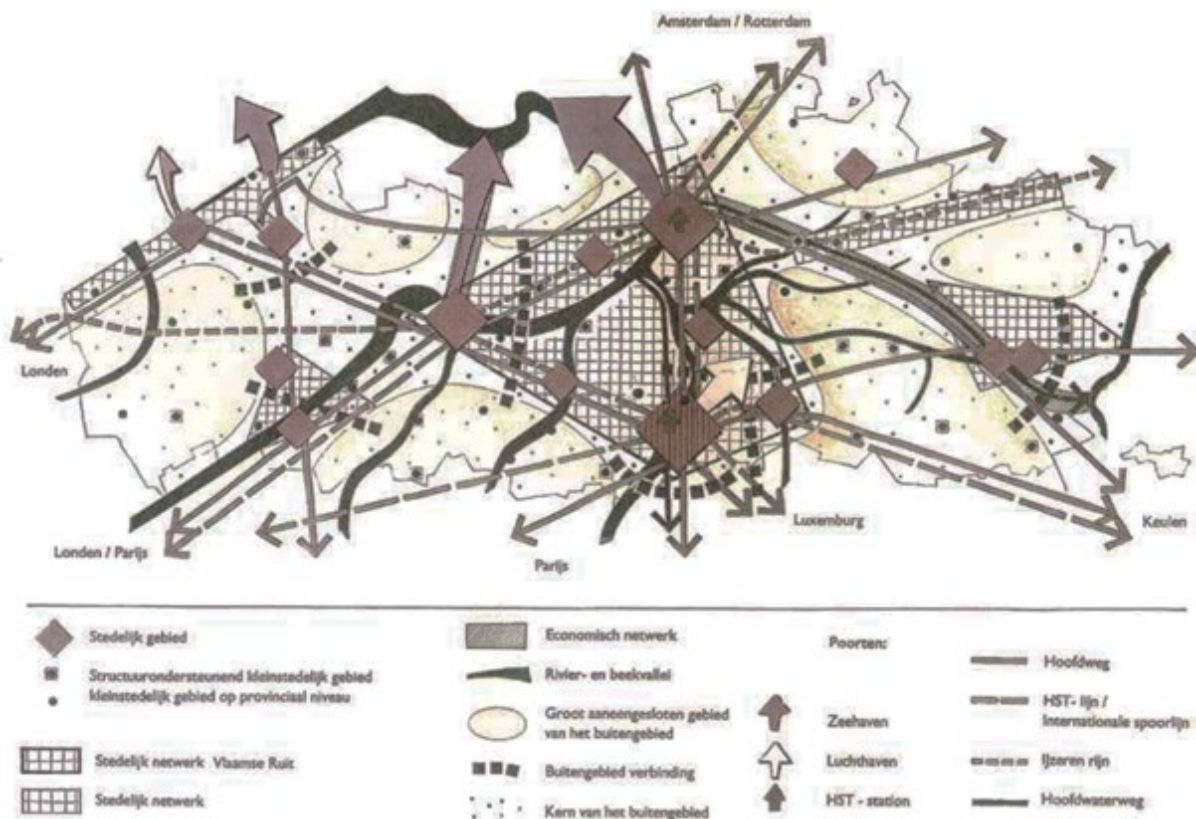 Amsterdam / Rotterdam
Londen
Londen / Parijs
Parijs
Luxemburg
Keulen
Stedelijk gebied
Structuurondersteunend kleinstedelijk gebied
kleinstedelijk gebied op provinciaal niveau
Stedelijk netwerk Vlaamse Ruit
Stedelijk netwerk
Economisch netwerk
Rivier- en beekvallei
Groot aaneengesloten gebied
van het buitengebied
Buitengebied verbinding
Kern van het buitengebied
Poorten:
Zeehaven
Luchthaven
HST - station
Hoofdweg
HST- lijn /
Internationale spoorlijn
IJzeren rijn
Hoofdwaterweg